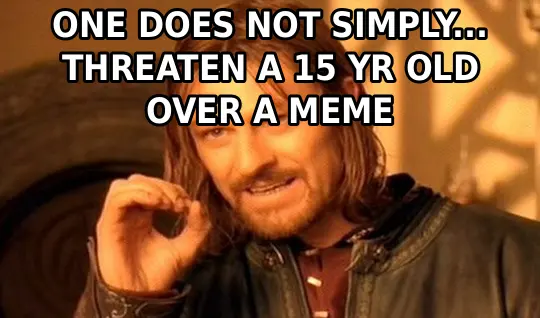 ONE DOES NOT SIMPLY...
THREATEN A 15 YR OLD
OVER A MEME